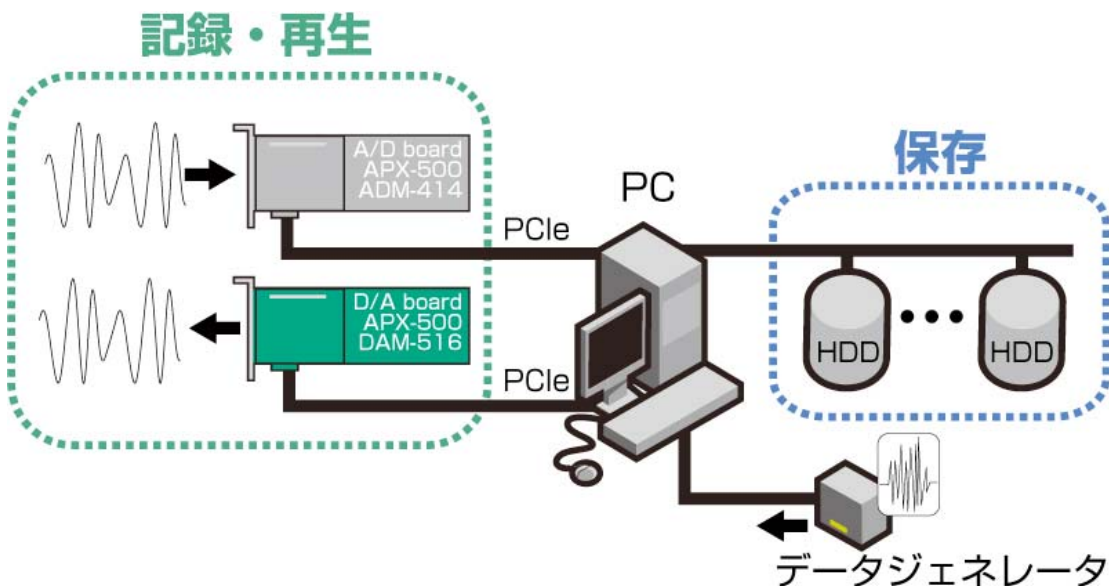 記録・再生
A/D board
APX-500
ADM-414
PCIe
D/A board
APX-500
DAM-516
PCIe
PC
保存
HDD
HDD
データジェネレータ